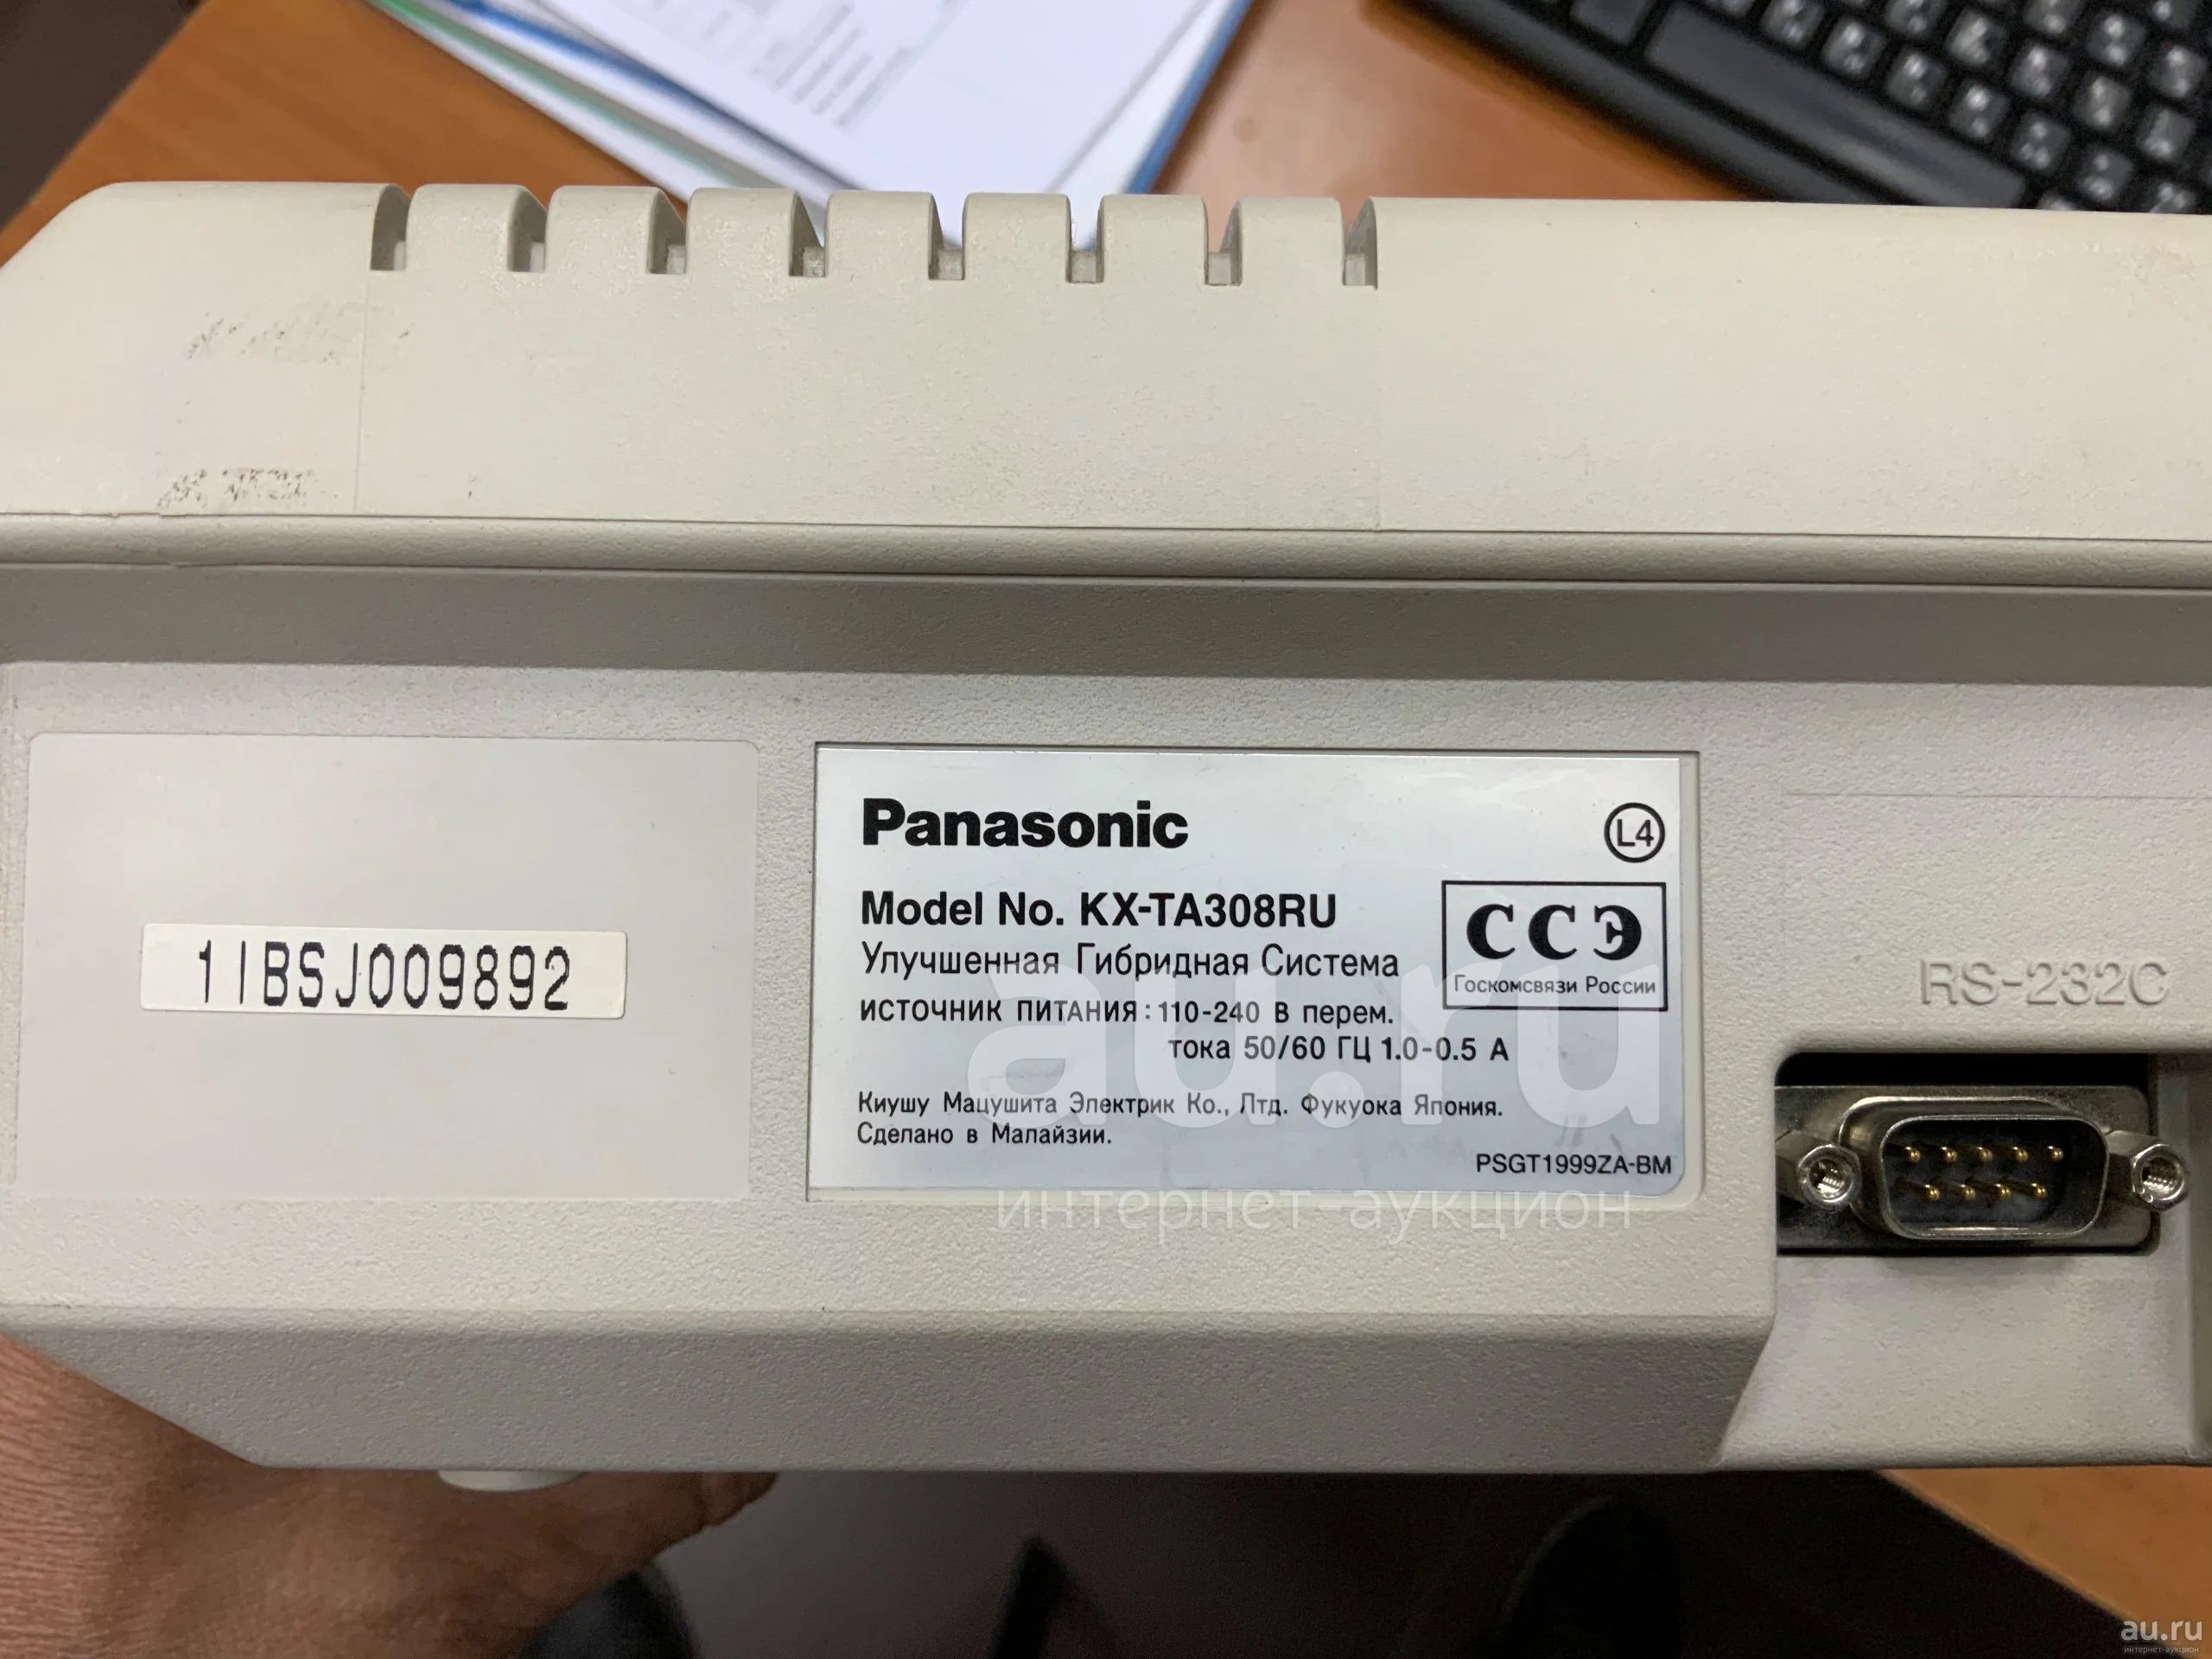 1IBSJ009892
Panasonic
L4
Model No. KX-TA308RU
Улучшенная Гибридная Система
ССЭ
Госкомсвязи России
ИСТОЧНИК ПИТАНИЯ: 110-240 В перем.
тока 50/60 ГЦ 1.0-0.5 А
Киушу Мацушита Электрик Ко., Лтд. Фукуока Япония.
Сделано в Малайзии.
PSGT1999ZA-BM
RS-232C
au.ru
интернет-аукцион
au.ru
интернет-аукцион